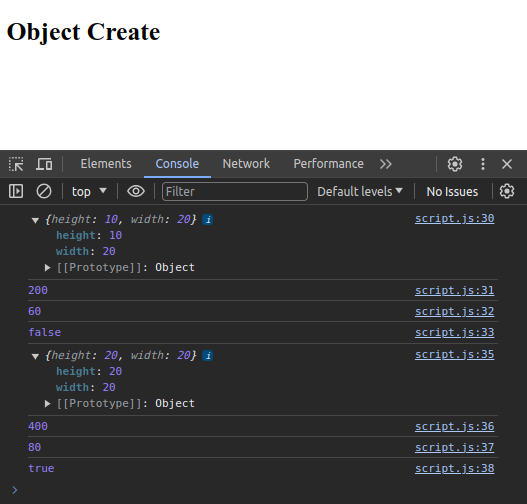 Object Create
Elements Console Network Performance
top Filter Default levels No Issues
{height: 10, width: 20} i script.js:30
height: 10
width: 20
[[Prototype]]: Object
200 script.js:31
60 script.js:32
false script.js:33
{height: 20, width: 20} i script.js:35
height: 20
width: 20
[[Prototype]]: Object
400 script.js:36
80 script.js:37
true script.js:38